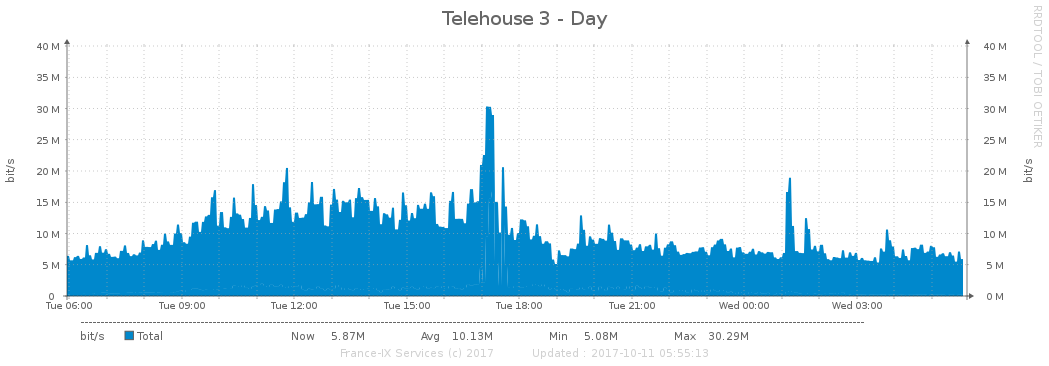 Telehouse 3 - Day
RRDTOOL / TOBI OETIKER
40 M 40 M
35 M 35 M
30 M 30 M
25 M 25 M
20 M 20 M
15 M 15 M
10 M 10 M
5 M 5 M
0 0 M
bit/s bit/s
Tue 06:00 Tue 09:00 Tue 12:00 Tue 15:00 Tue 18:00 Tue 21:00 Wed 00:00 Wed 03:00
bit/s Total Now 5.87M Avg 10.13M Min 5.08M Max 30.29M
France-IX Services (c) 2017 Updated : 2017-10-11 05:55:13